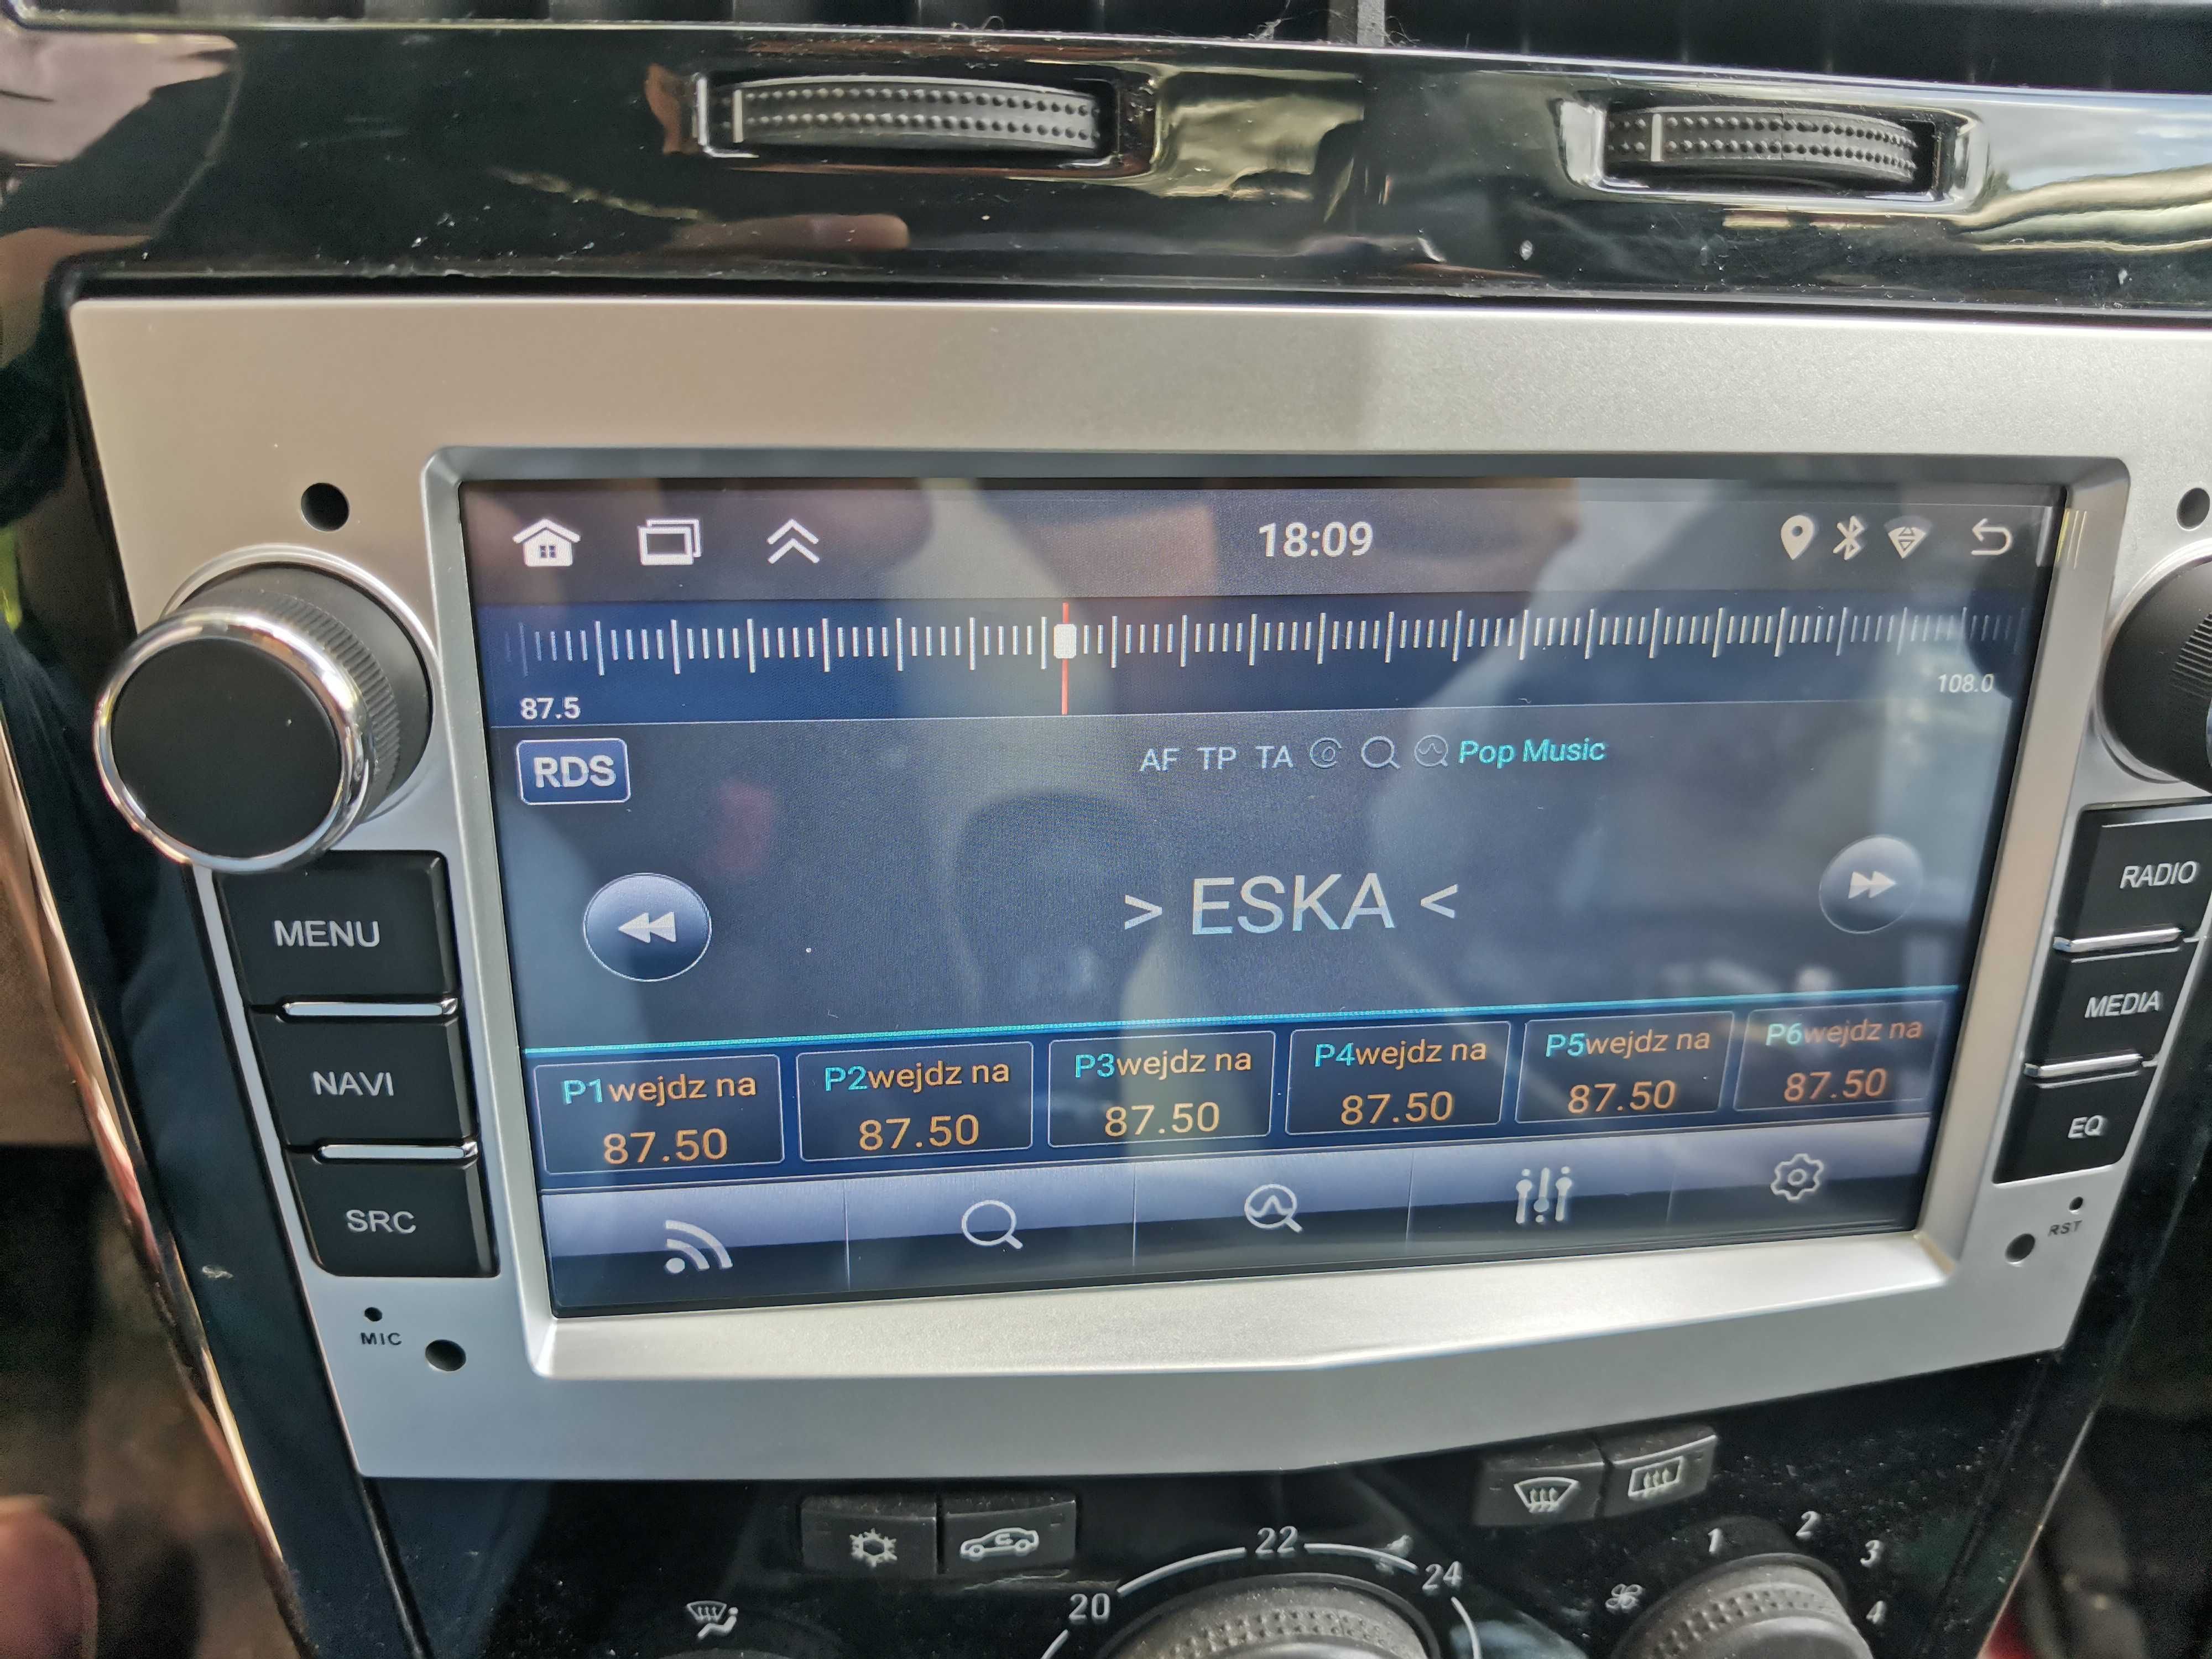 18:09
87.5
108.0
RDS
AF TP TA Pop Music
> ESKA <
P1wejdz na
87.50
P2wejdz na
87.50
P3wejdz na
87.50
P4wejdz na
87.50
P5wejdz na
87.50
P6wejdz na
87.50
MENU
NAVI
SRC
MIC
RADIO
MEDIA
EQ
RST
20
22
24
1
2
3
4